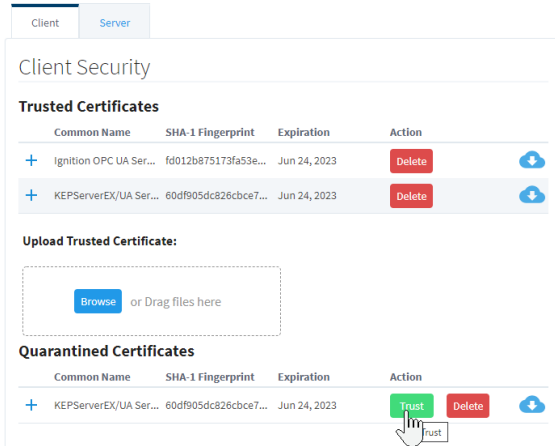 Client Server
Client Security
Trusted Certificates
Common Name SHA-1 Fingerprint Expiration Action
+ Ignition OPC UA Ser... fd012b875173fa53e... Jun 24, 2023 Delete
+ KEPServerEX/UA Ser... 60df905dc826cbce7... Jun 24, 2023 Delete
Upload Trusted Certificate:
Browse or Drag files here
Quarantined Certificates
Common Name SHA-1 Fingerprint Expiration Action
+ KEPServerEX/UA Ser... 60df905dc826cbce7... Jun 24, 2023 Trust Delete
Trust